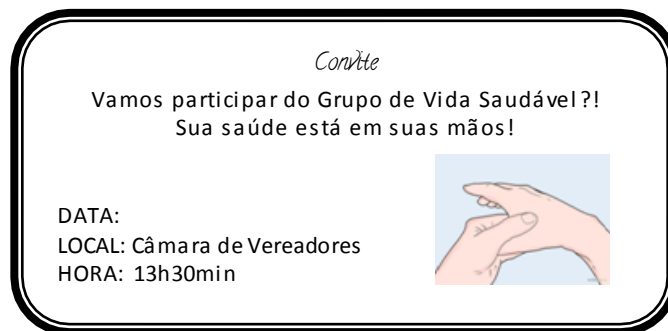 Convite
Vamos participar do Grupo de Vida Saudável?!
Sua saúde está em suas mãos!
DATA:
LOCAL: Câmara de Vereadores
HORA: 13h30min